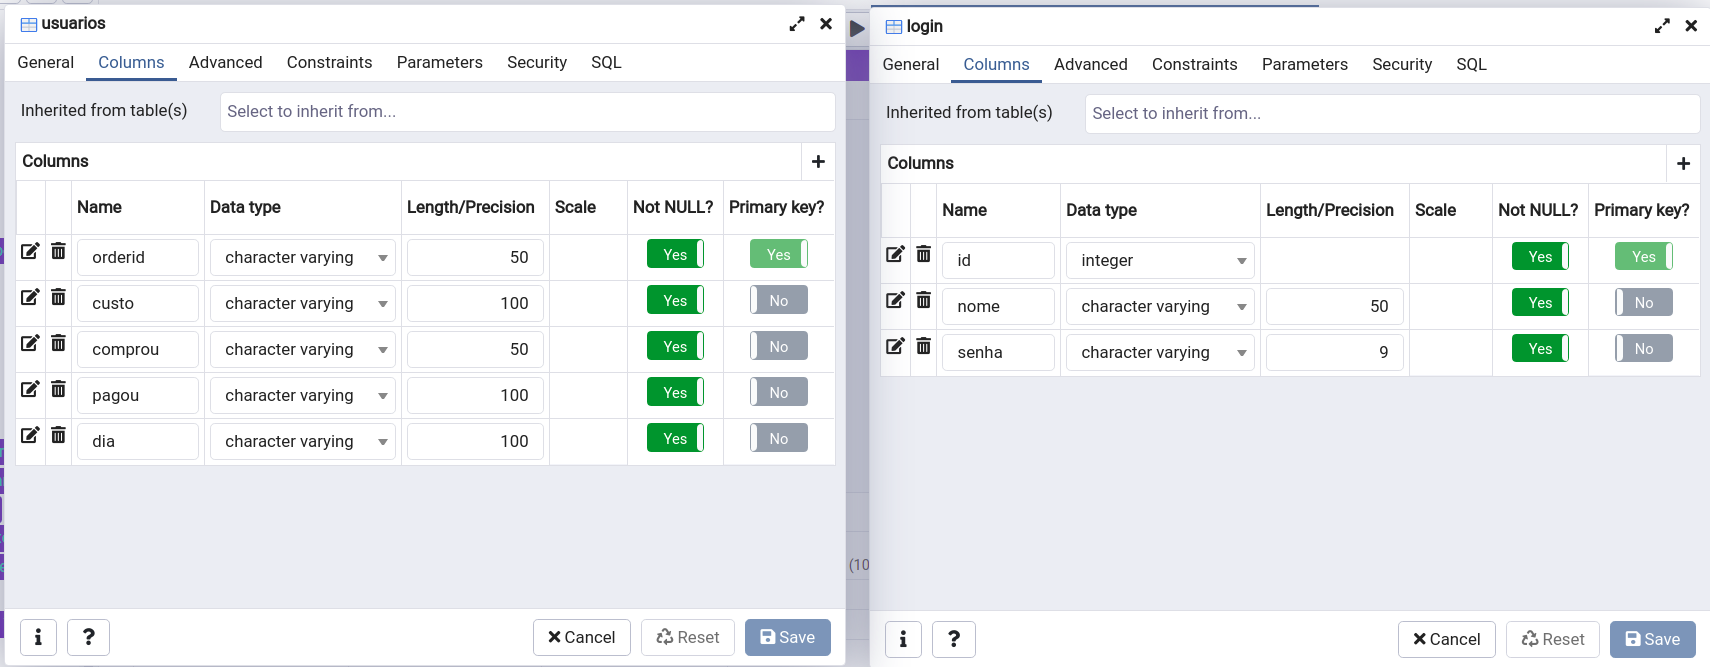 usuarios
General Columns Advanced Constraints Parameters Security SQL
Inherited from table(s) Select to inherit from...
Columns
Name Data type Length/Precision Scale Not NULL? Primary key?
orderid character varying 50 Yes Yes
custo character varying 100 Yes No
comprou character varying 50 Yes No
pagou character varying 100 Yes No
dia character varying 100 Yes No
i ? Cancel Reset Save
(10
login
General Columns Advanced Constraints Parameters Security SQL
Inherited from table(s) Select to inherit from...
Columns
Name Data type Length/Precision Scale Not NULL? Primary key?
id integer Yes Yes
nome character varying 50 Yes No
senha character varying 9 Yes No
i ? Cancel Reset Save